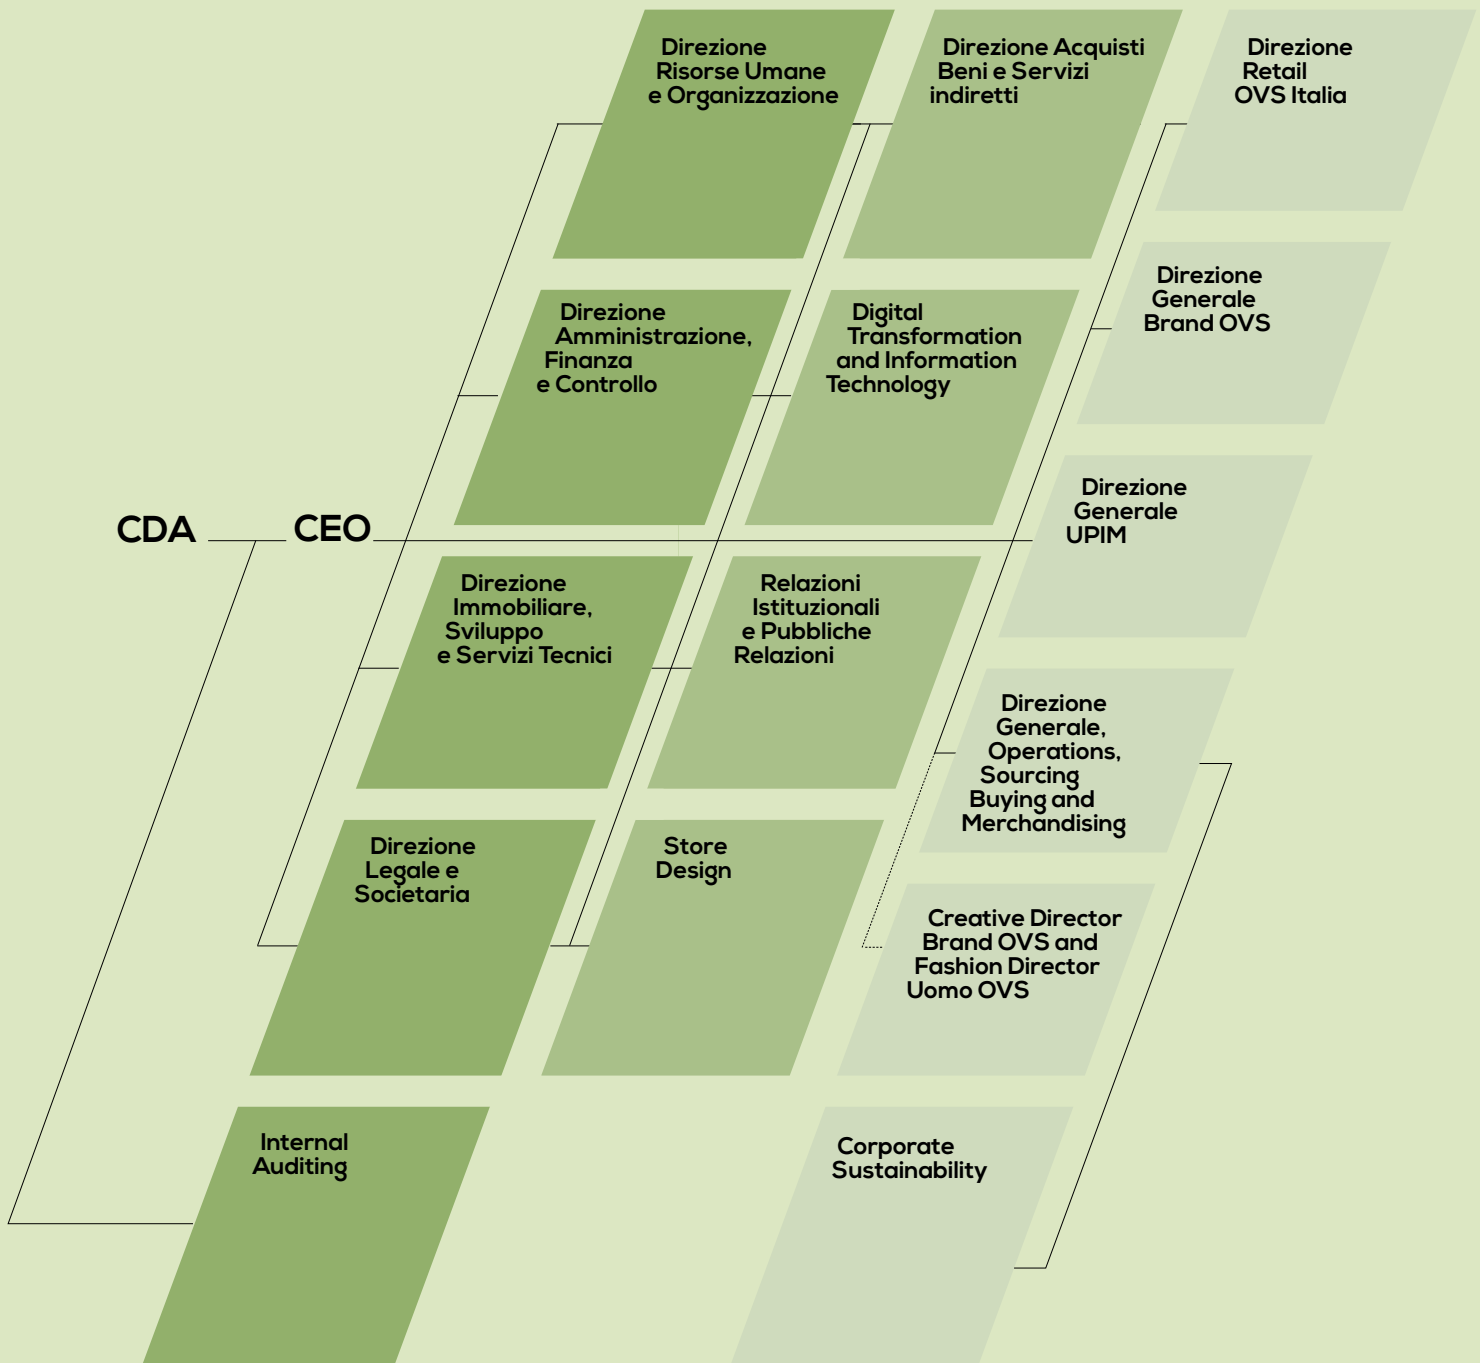 Direzione
Risorse Umane
e Organizzazione
Direzione Acquisti
Beni e Servizi
indiretti
Direzione
Retail
OVS Italia
Direzione
Generale
Brand OVS
Direzione
Amministrazione,
Finanza
e Controllo
Digital
Transformation
and Information
Technology
Direzione
Generale
UPIM
CDA
CEO
Direzione
Immobiliare,
Sviluppo
e Servizi Tecnici
Relazioni
Istituzionali
e Pubbliche
Relazioni
Direzione
Generale,
Operations,
Sourcing
Buying and
Merchandising
Direzione
Legale e
Societaria
Store
Design
Creative Director
Brand OVS and
Fashion Director
Uomo OVS
Internal
Auditing
Corporate
Sustainability